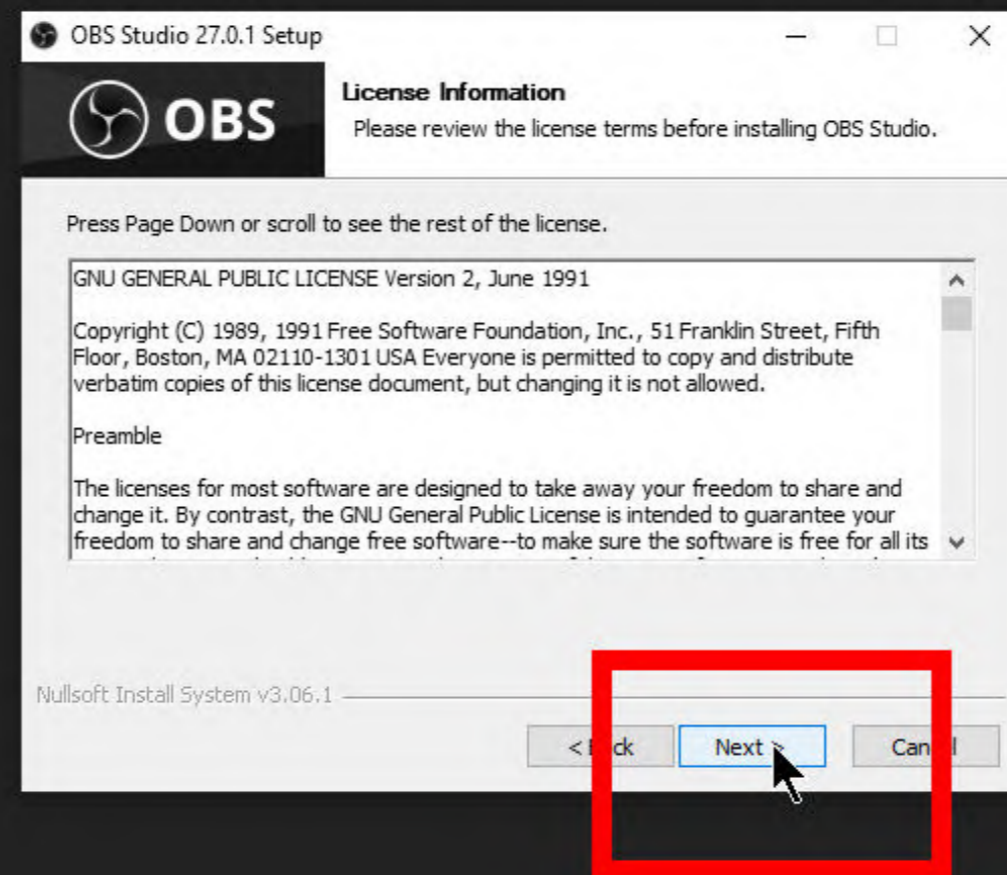 OBS Studio 27.0.1 Setup
OBS
License Information
Please review the license terms before installing OBS Studio.
Press Page Down or scroll to see the rest of the license.
GNU GENERAL PUBLIC LICENSE Version 2, June 1991
Copyright (C) 1989, 1991 Free Software Foundation, Inc., 51 Franklin Street, Fifth
Floor, Boston, MA 02110-1301 USA Everyone is permitted to copy and distribute
verbatim copies of this license document, but changing it is not allowed.
Preamble
The licenses for most software are designed to take away your freedom to share and
change it. By contrast, the GNU General Public License is intended to guarantee your
freedom to share and change free software--to make sure the software is free for all its
Nullsoft Install System v3.06.1
< Back Next > Cancel